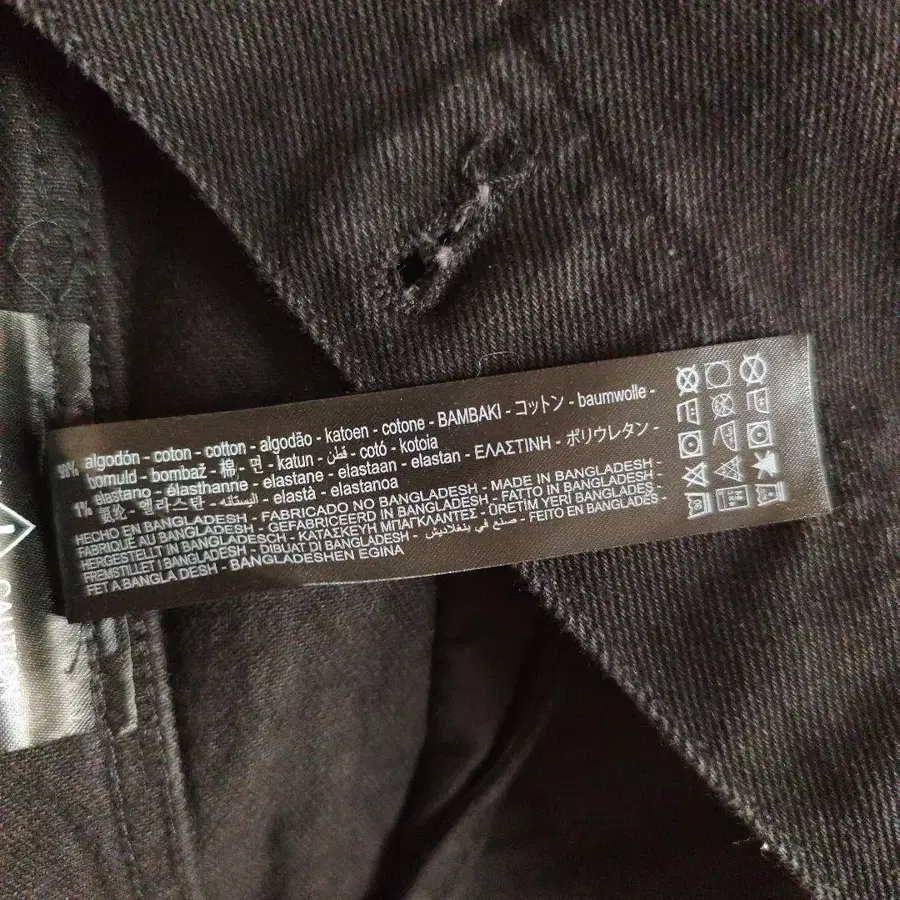 99% algodón - coton - cotton - algodão - katoen - cotone - BAMBAKI - コットン - baumwolle -
bomuld - bombaž - 棉 - 면 - katun - قطن - cotó - kotoia
1% elastano - élasthanne - elastane - elastaan - elastan - ΕΛΑΣΤΙΝΗ - ポリウレタン -
氨纶 - 엘라스탄 - البستانه - elastà - elastanoa
HECHO EN BANGLADESH - FABRICADO NO BANGLADESH - MADE IN BANGLADESH -
FABRIQUE AU BANGLADESH - GEFABRICEERD IN BANGLADESH - FATTO IN BANGLADESH -
HERGESTELLT IN BANGLADESCH - ΚΑΤΑΣΚΕΥΗ ΜΠΑΓΚΛΑΝΤΕΣ - ÜRETIM YERİ BANGLADES -
FREMSTILLET I BANGLADESH - DIBUAT DI BANGLADESH - صنع في بنغلاديش - FEITO EN BANGLADESH -
FET A BANGLA DESH - BANGLADESHEN EGINA
CAUTION